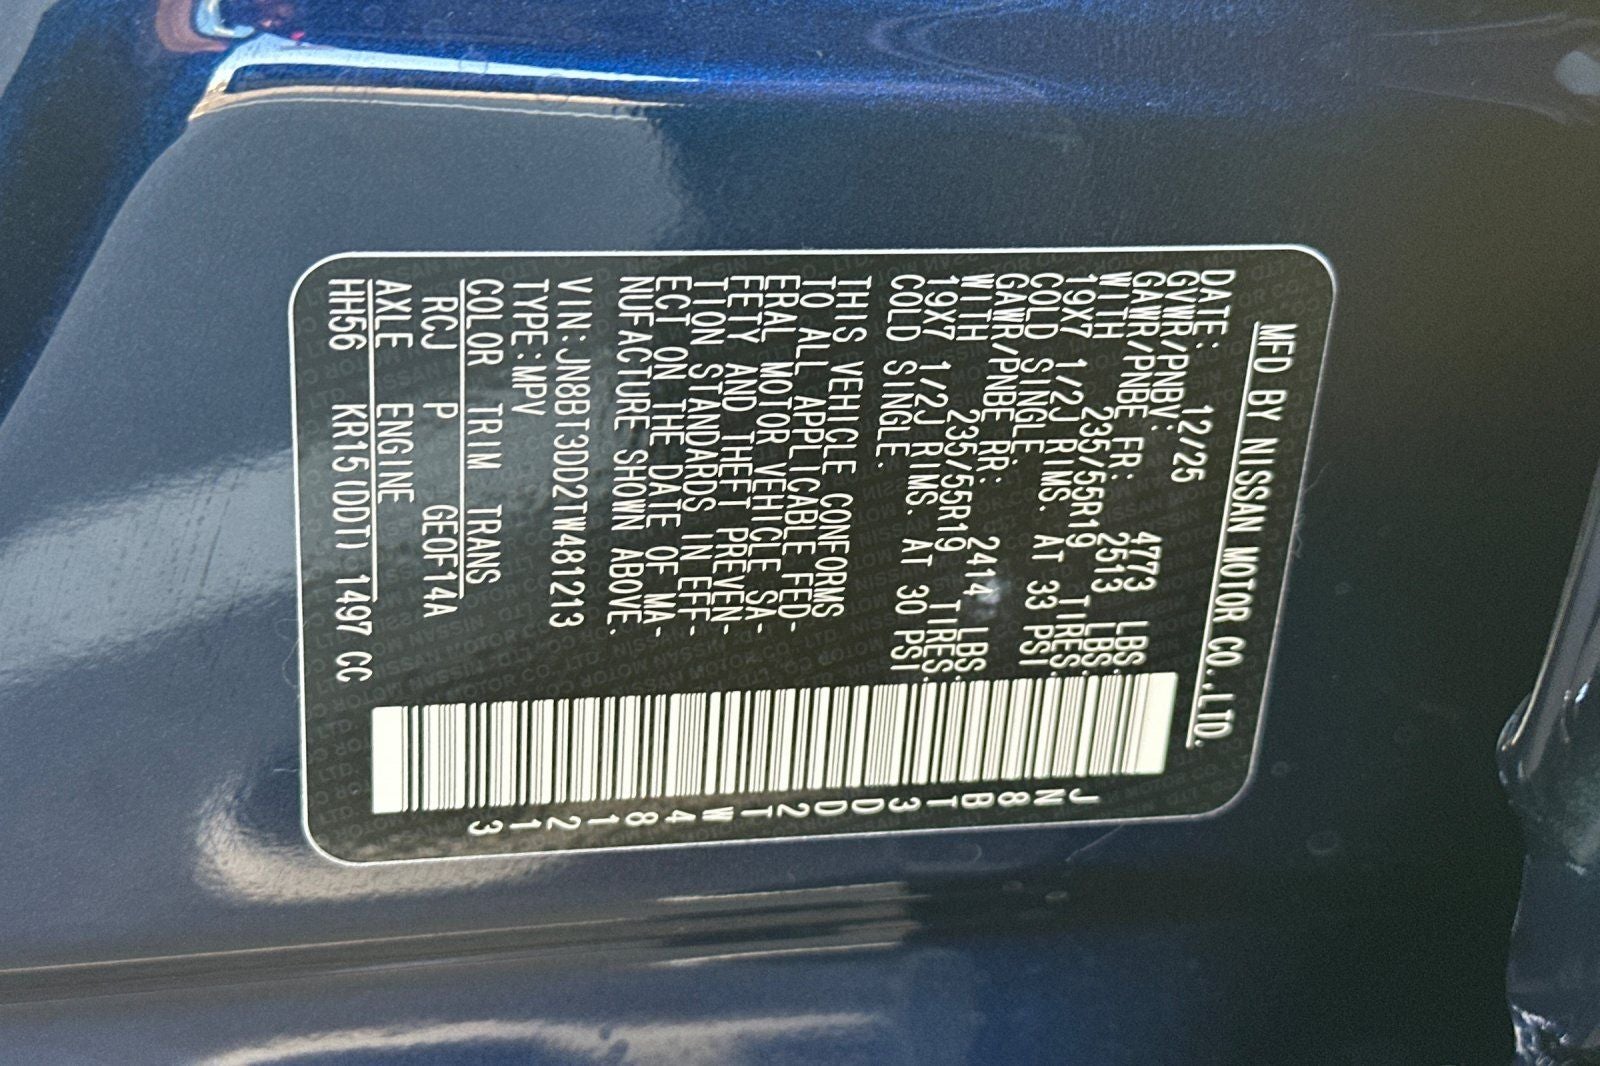 MFD BY NISSAN MOTOR CO.,LTD.
DATE: 12/25
GVWR/PNBV: 4773 LBS.
GAWR/PNBE FR: 2513 LBS.
WITH 235/55R19 TIRES.
19X7 1/2J RIMS. AT 33 PSI
COLD SINGLE.
GAWR/PNBE RR: 2414 LBS.
WITH 235/55R19 TIRES.
19X7 1/2J RIMS. AT 30 PSI.
COLD SINGLE.
THIS VEHICLE CONFORMS
TO ALL APPLICABLE FED-
ERAL MOTOR VEHICLE SA-
FETY AND THEFT PREVEN-
TION STANDARDS IN EFF-
ECT ON THE DATE OF MA-
NUFACTURE SHOWN ABOVE.
VIN:JN8BT3DD2TW481213
TYPE:MPV
COLOR TRIM TRANS
RCJ P GE0F14A
AXLE ENGINE
HH56 KR15(DDT) 1497 CC
JN8BT3DD2TW481213